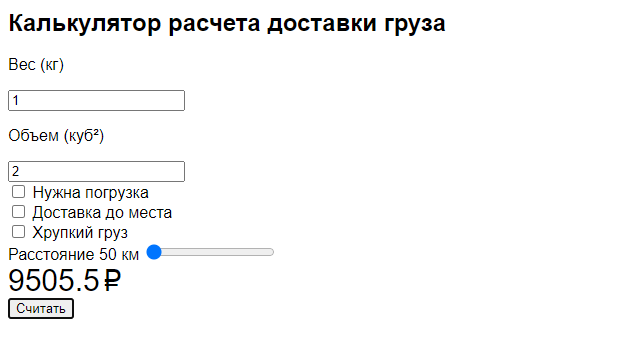 Калькулятор расчета доставки груза
Вес (кг)
1
Объем (куб²)
2
Нужна погрузка
Доставка до места
Хрупкий груз
Расстояние 50 км
9505.5 ₽
Считать